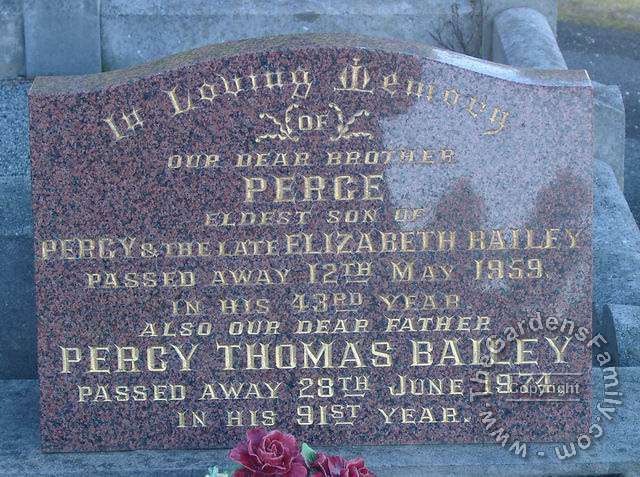 In Loving Memory
OF
OUR DEAR BROTHER
PERCE
ELDEST SON OF
PERCY & THE LATE ELIZABETH BAILEY
PASSED AWAY 12TH MAY 1959.
IN HIS 43RD YEAR.
ALSO OUR DEAR FATHER
PERCY THOMAS BAILEY
PASSED AWAY 28TH JUNE 1974
IN HIS 91ST YEAR.
Copyright
www.TheGardensFamily.com